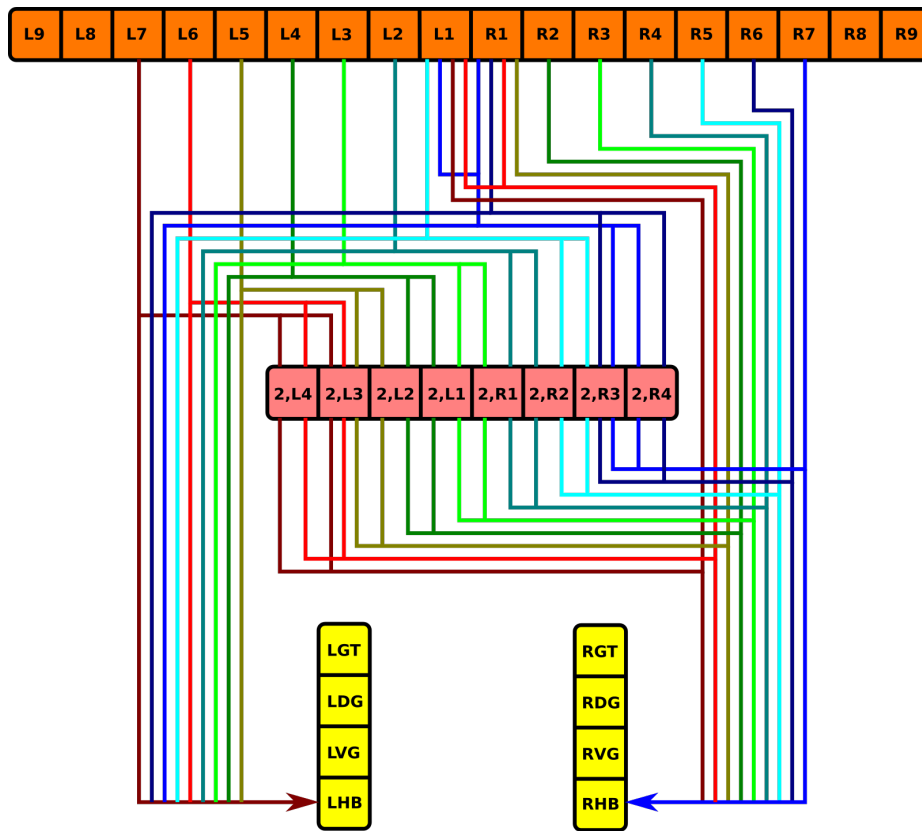 L9 L8 L7 L6 L5 L4 L3 L2 L1 R1 R2 R3 R4 R5 R6 R7 R8 R9
2,L4 2,L3 2,L2 2,L1 2,R1 2,R2 2,R3 2,R4
LGT RGT
LDG RDG
LVG RVG
LHB RHB